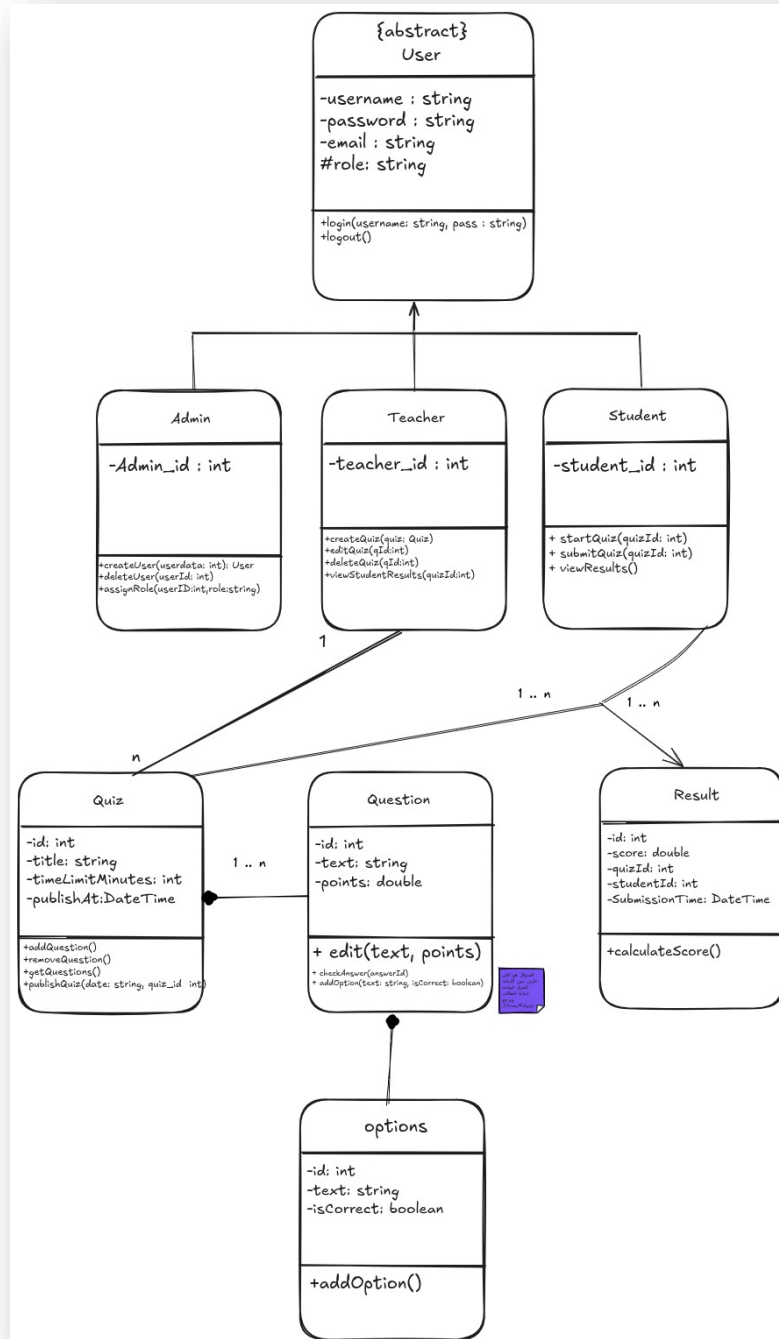 {abstract}
User
-username : string
-password : string
-email : string
#role: string
+login(username: string, pass : string)
+logout()
Admin
-Admin_id : int
+createUser(userdata: int): User
+deleteUser(userId: int)
+assignRole(userID:int,role:string)
Teacher
-teacher_id : int
+createQuiz(quiz: Quiz)
+editQuiz(qId:int)
+deleteQuiz(qId:int)
+viewStudentResults(quizId:int)
Student
-student_id : int
+ startQuiz(quizId: int)
+ submitQuiz(quizId: int)
+ viewResults()
1
n
1 .. n
1 .. n
Quiz
-id: int
-title: string
-timeLimitMinutes: int
-publishAt:DateTime
+addQuestion()
+removeQuestion()
+getQuestions()
+publishQuiz(date: string, quiz_id int)
1 .. n
Question
-id: int
-text: string
-points: double
+ edit(text, points)
+ checkAnswer(answerId)
+ addOption(text: string, isCorrect: boolean)
Result
-id: int
-score: double
-quizId: int
-studentId: int
-SubmissionTime: DateTime
+calculateScore()
options
-id: int
-text: string
-isCorrect: boolean
+addOption()